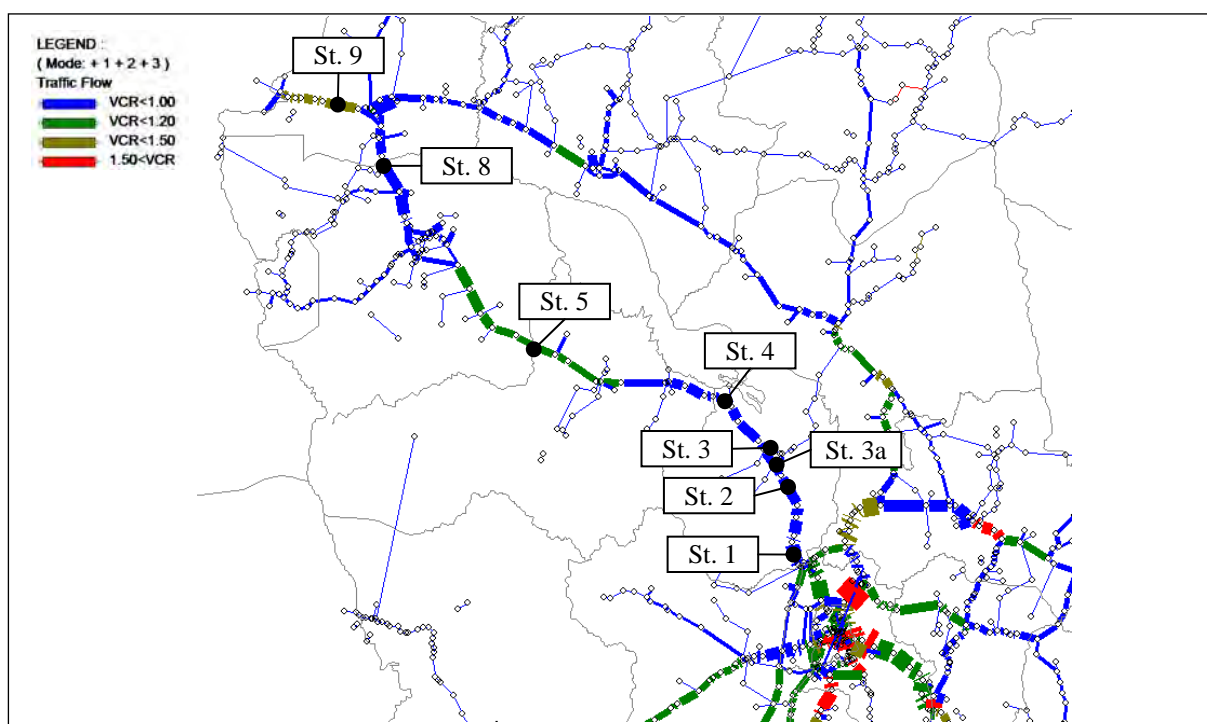 LEGEND :
( Mode: + 1 + 2 + 3 )
Traffic Flow
VCR<1.00
VCR<1.20
VCR<1.50
1.50<VCR
St. 9
St. 8
St. 5
St. 4
St. 3
St. 3a
St. 2
St. 1